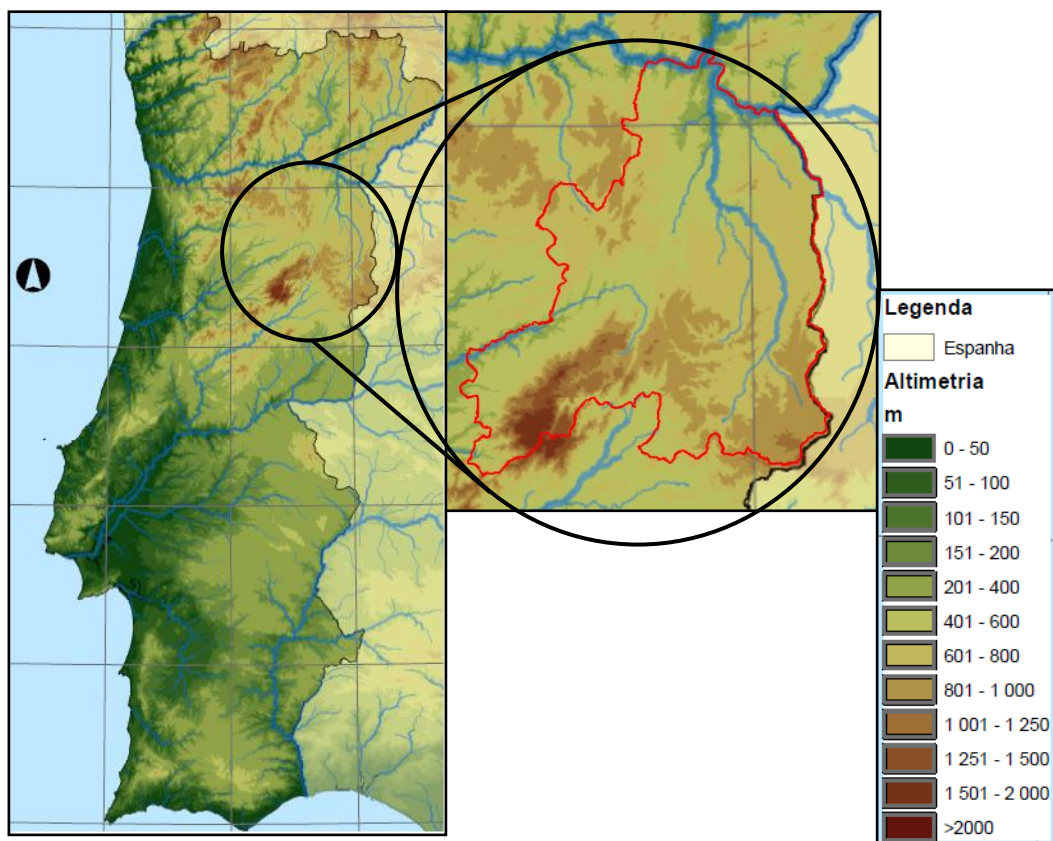 Legenda
Espanha
Altimetria
m
0 - 50
51 - 100
101 - 150
151 - 200
201 - 400
401 - 600
601 - 800
801 - 1 000
1 001 - 1 250
1 251 - 1 500
1 501 - 2 000
>2000